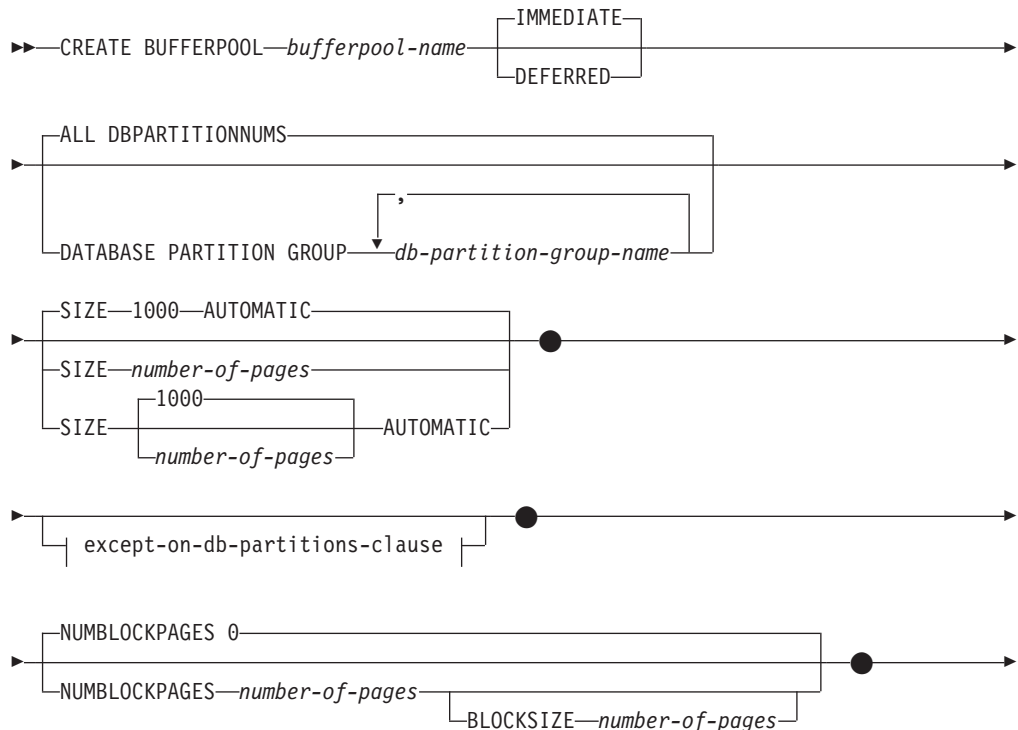 IMMEDIATE
CREATE BUFFERPOOL bufferpool-name
DEFERRED
ALL DBPARTITIONNUMS
,
DATABASE PARTITION GROUP db-partition-group-name
SIZE 1000 AUTOMATIC
SIZE number-of-pages
1000
SIZE AUTOMATIC
number-of-pages
except-on-db-partitions-clause
NUMBLOCKPAGES 0
NUMBLOCKPAGES number-of-pages
BLOCKSIZE number-of-pages